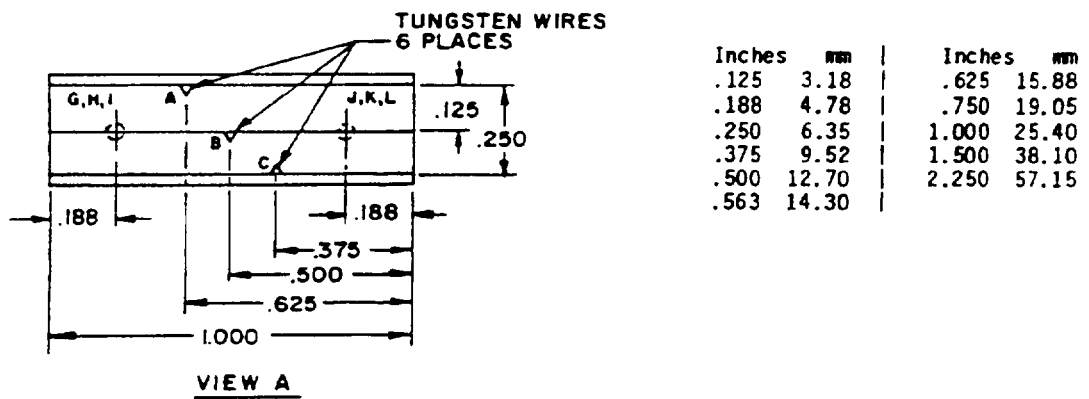 TUNGSTEN WIRES
6 PLACES
G,H,I
A
J,K,L
.125
B
.250
C
.188
.188
.375
.500
.625
1.000
VIEW A
Inches mm | Inches mm
.125 3.18 | .625 15.88
.188 4.78 | .750 19.05
.250 6.35 | 1.000 25.40
.375 9.52 | 1.500 38.10
.500 12.70 | 2.250 57.15
.563 14.30 |